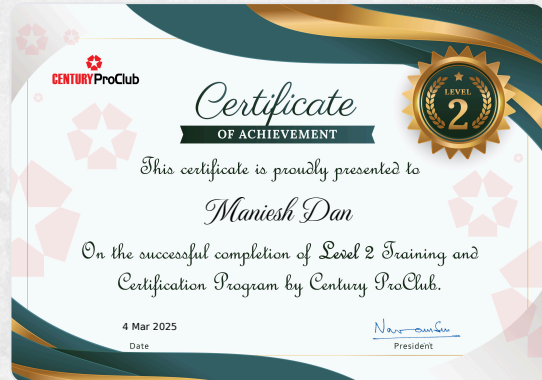 CENTURY ProClub
LEVEL
2
Certificate
OF ACHIEVEMENT
This certificate is proudly presented to
Maniesh Dan
On the successful completion of Level 2 Training and
Certification Program by Century ProClub.
4 Mar 2025
Date
President